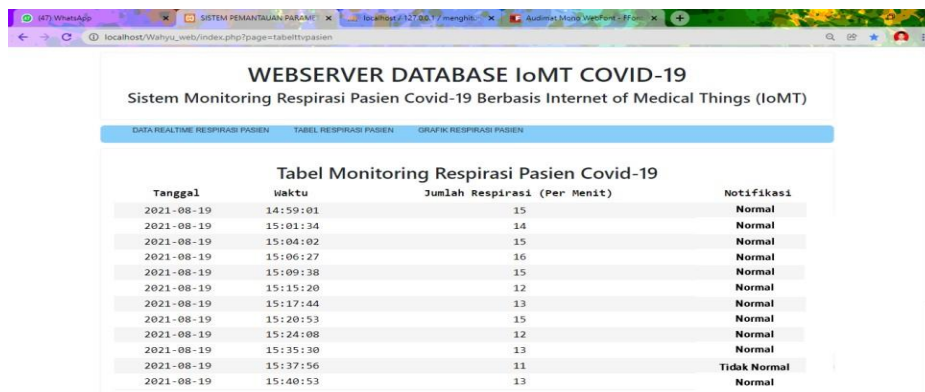 (47) WhatsApp
SISTEM PEMANTAUAN PARAME
localhost / 127.0.0.1 / menghit
Audimat Mono WebFont - FFon
localhost/Wahyu_web/index.php?page=tabelttvpasien
WEBSERVER DATABASE IoMT COVID-19
Sistem Monitoring Respirasi Pasien Covid-19 Berbasis Internet of Medical Things (IoMT)
DATA REALTIME RESPIRASI PASIEN TABEL RESPIRASI PASIEN GRAFIK RESPIRASI PASIEN
Tabel Monitoring Respirasi Pasien Covid-19
Tanggal Waktu Jumlah Respirasi (Per Menit) Notifikasi
2021-08-19 14:59:01 15 Normal
2021-08-19 15:01:34 14 Normal
2021-08-19 15:04:02 15 Normal
2021-08-19 15:06:27 16 Normal
2021-08-19 15:09:38 15 Normal
2021-08-19 15:15:20 12 Normal
2021-08-19 15:17:44 13 Normal
2021-08-19 15:20:53 15 Normal
2021-08-19 15:24:08 12 Normal
2021-08-19 15:35:30 13 Normal
2021-08-19 15:37:56 11 Tidak Normal
2021-08-19 15:40:53 13 Normal